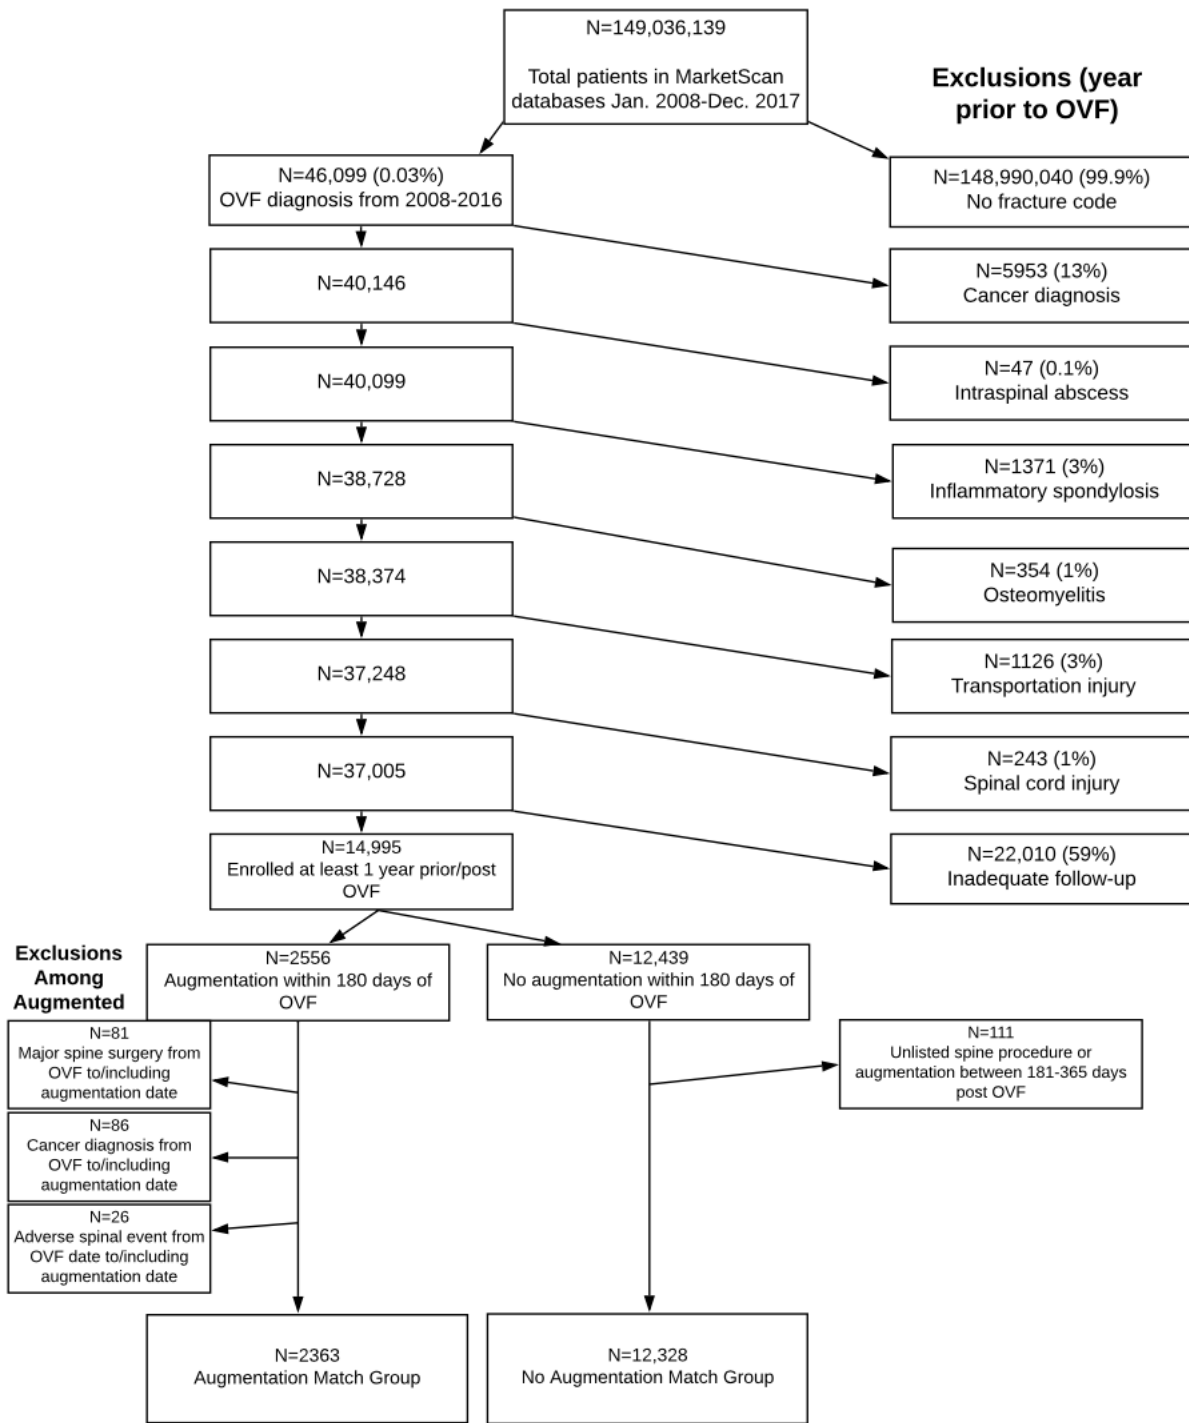 N=149,036,139
Total patients in MarketScan
databases Jan. 2008-Dec. 2017
Exclusions (year
prior to OVF)
N=46,099 (0.03%)
OVF diagnosis from 2008-2016
N=148,990,040 (99.9%)
No fracture code
N=40,146
N=5953 (13%)
Cancer diagnosis
N=40,099
N=47 (0.1%)
Intraspinal abscess
N=38,728
N=1371 (3%)
Inflammatory spondylosis
N=38,374
N=354 (1%)
Osteomyelitis
N=37,248
N=1126 (3%)
Transportation injury
N=37,005
N=243 (1%)
Spinal cord injury
N=14,995
Enrolled at least 1 year prior/post
OVF
N=22,010 (59%)
Inadequate follow-up
Exclusions
Among
Augmented
N=2556
Augmentation within 180 days of
OVF
N=12,439
No augmentation within 180 days of
OVF
N=81
Major spine surgery from
OVF to/including
augmentation date
N=111
Unlisted spine procedure or
augmentation between 181-365 days
post OVF
N=86
Cancer diagnosis from
OVF to/including
augmentation date
N=26
Adverse spinal event from
OVF date to/including
augmentation date
N=2363
Augmentation Match Group
N=12,328
No Augmentation Match Group